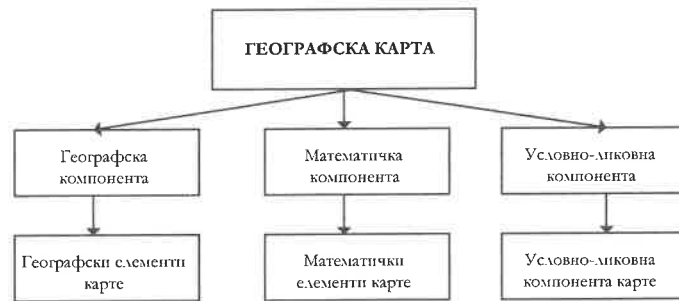 ГЕОГРАФСКА КАРТА
Географска
компонента
Математичка
компонента
Условно-ликовна
компонента
Географски елементи
карте
Математички
елементи карте
Условно-ликовна
компонента карте